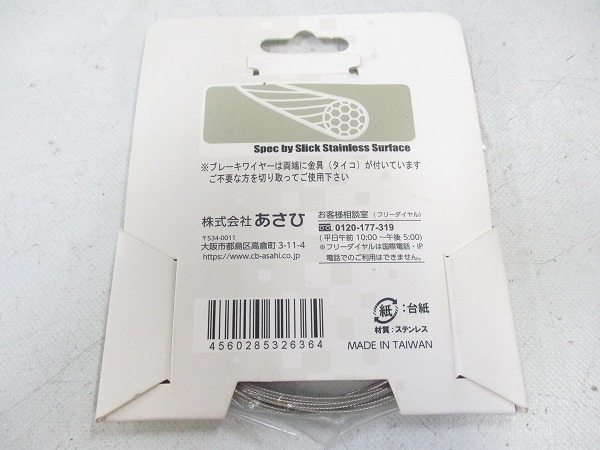 Spec by Slick Stainless Surface
※ブレーキワイヤーは両端に金具（タイコ）が付いています
ご不要な方を切り取ってご使用下さい
株式会社あさひ
〒534-0011
大阪市都島区高倉町 3-11-4
www.cb-asahi.co.jp
お客様相談室（フリーダイヤル）
0120-177-319
（平日午前 10:00 ～午後 5:00）
※フリーダイヤルは国際電話・IP
電話でのご利用はできません。
4560285326364
紙:台紙
材質：ステンレス
MADE IN TAIWAN